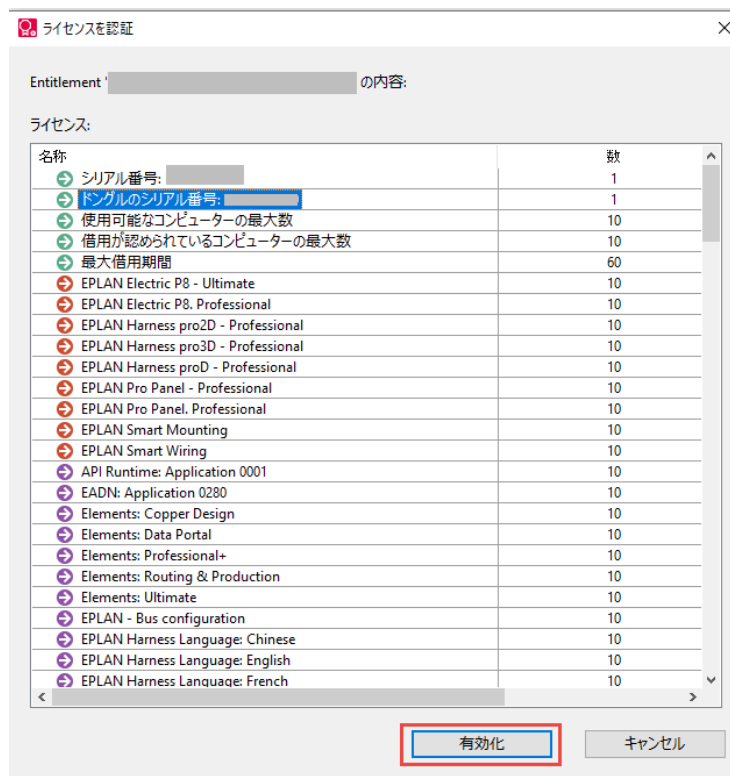 ライセンスを認証
Entitlement ' の内容:
ライセンス:
名称 数
シリアル番号: 1
ドングルのシリアル番号: 1
使用可能なコンピューターの最大数 10
借用が認められているコンピューターの最大数 10
最大借用期間 60
EPLAN Electric P8 - Ultimate 10
EPLAN Electric P8. Professional 10
EPLAN Harness pro2D - Professional 10
EPLAN Harness pro3D - Professional 10
EPLAN Harness proD - Professional 10
EPLAN Pro Panel - Professional 10
EPLAN Pro Panel. Professional 10
EPLAN Smart Mounting 10
EPLAN Smart Wiring 10
API Runtime: Application 0001 10
EADN: Application 0280 10
Elements: Copper Design 10
Elements: Data Portal 10
Elements: Professional+ 10
Elements: Routing & Production 10
Elements: Ultimate 10
EPLAN - Bus configuration 10
EPLAN Harness Language: Chinese 10
EPLAN Harness Language: English 10
EPLAN Harness Language: French 10
有効化 キャンセル